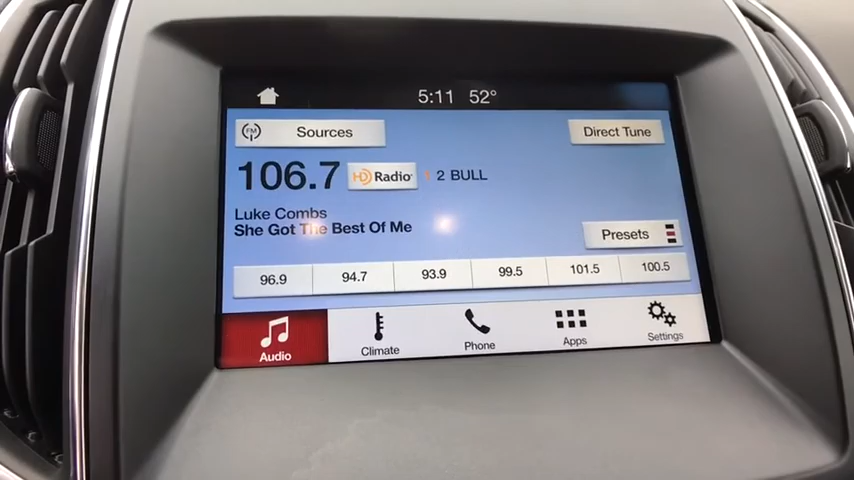 5:11 52°
FM Sources Direct Tune
106.7 HD Radio 1 2 BULL
Luke Combs
She Got The Best Of Me
Presets
96.9 94.7 93.9 99.5 101.5 100.5
Audio Climate Phone Apps Settings